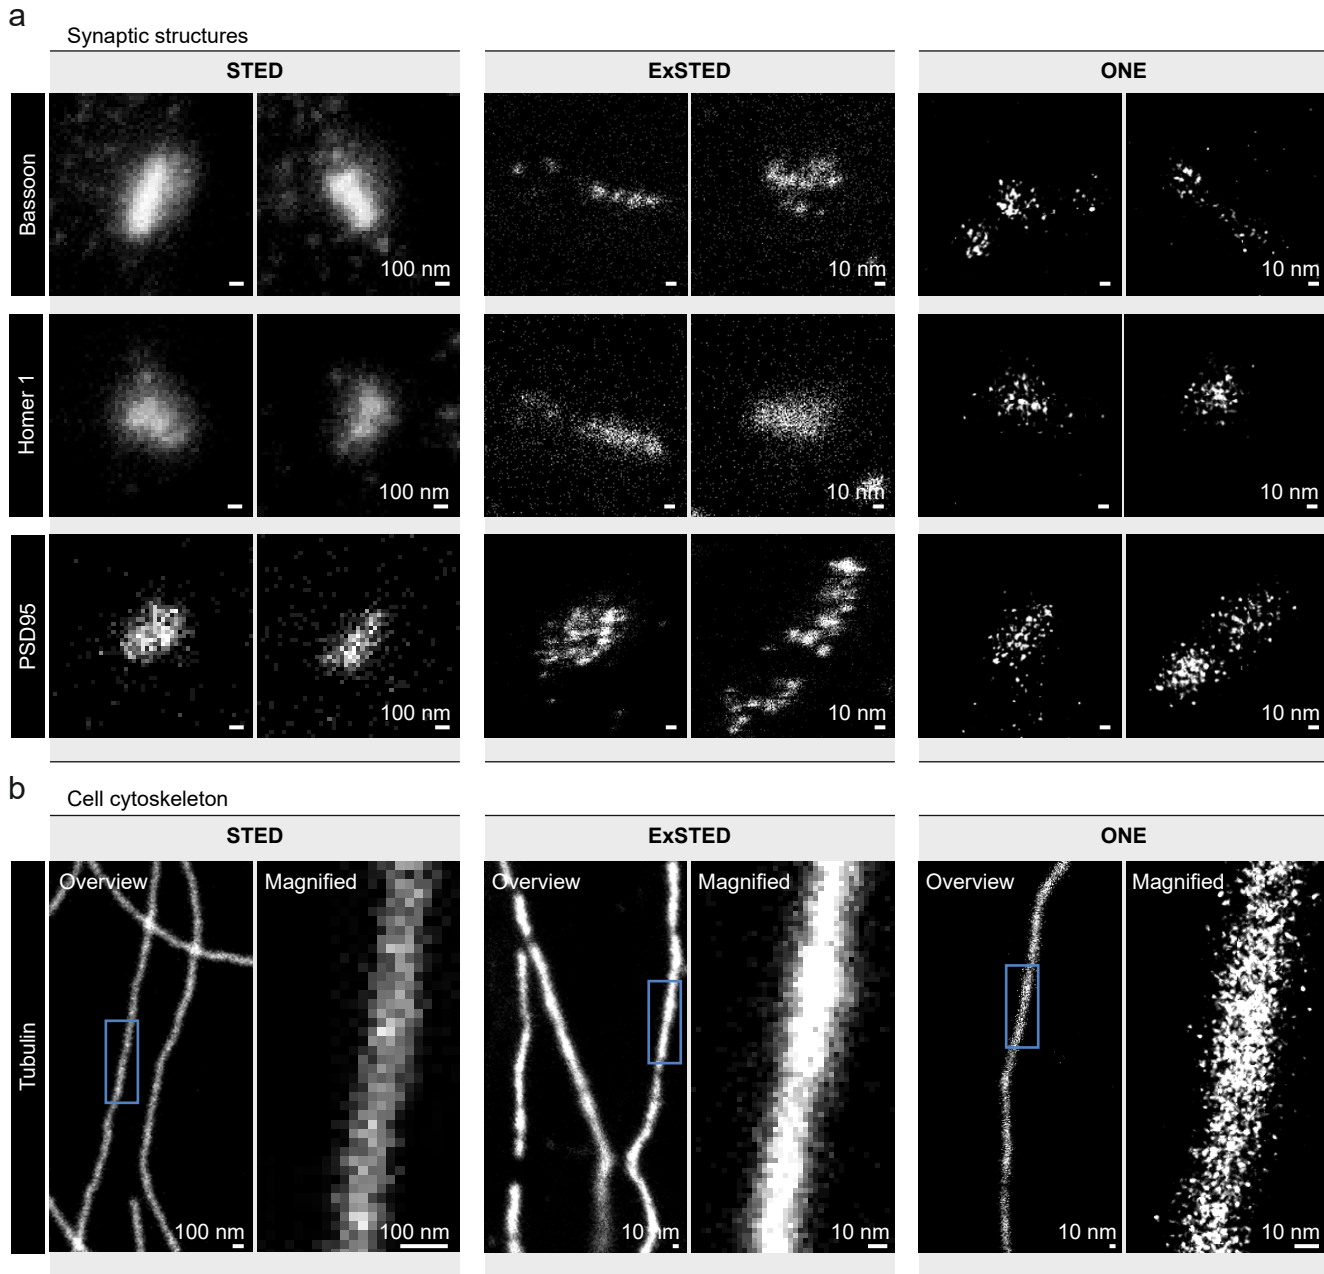 a
Synaptic structures
STED
ExSTED
ONE
Bassoon
100 nm
10 nm
10 nm
Homer 1
100 nm
10 nm
10 nm
PSD95
100 nm
10 nm
10 nm
b
Cell cytoskeleton
STED
ExSTED
ONE
Tubulin
Overview
Magnified
Overview
Magnified
Overview
Magnified
100 nm
100 nm
10 nm
10 nm
10 nm
10 nm